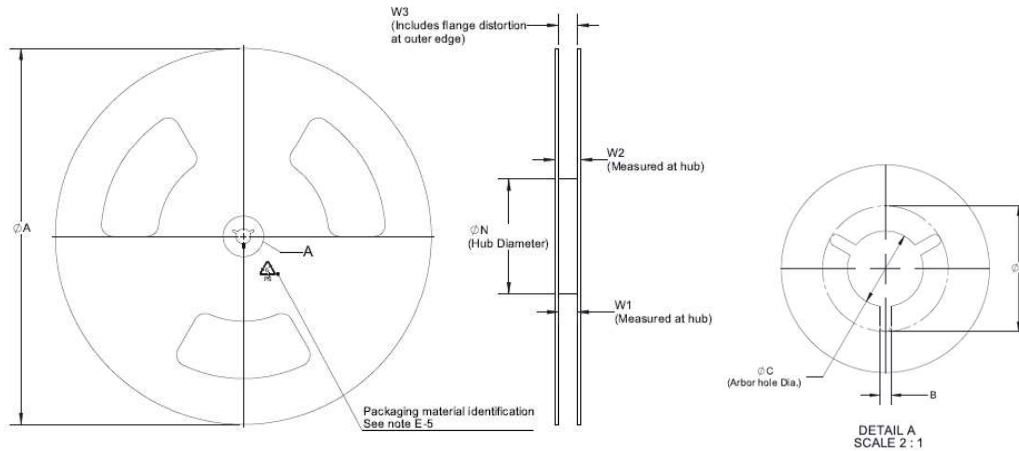 W3
(Includes flange distortion
at outer edge)
W2
(Measured at hub)
∅A
∅N
(Hub Diameter)
A
∅
W1
(Measured at hub)
∅C
(Arbor hole Dia.)
B
Packaging material identification
See note E-5
DETAIL A
SCALE 2 : 1